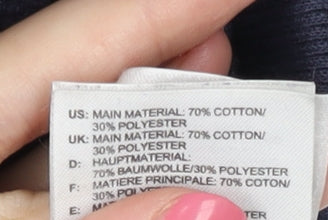 US: MAIN MATERIAL: 70% COTTON/
30% POLYESTER
UK: MAIN MATERIAL: 70% COTTON/
30% POLYESTER
D: HAUPTMATERIAL:
70% BAUMWOLLE/30% POLYESTER
F: MATIERE PRINCIPALE: 70% COTON/
30%
E: